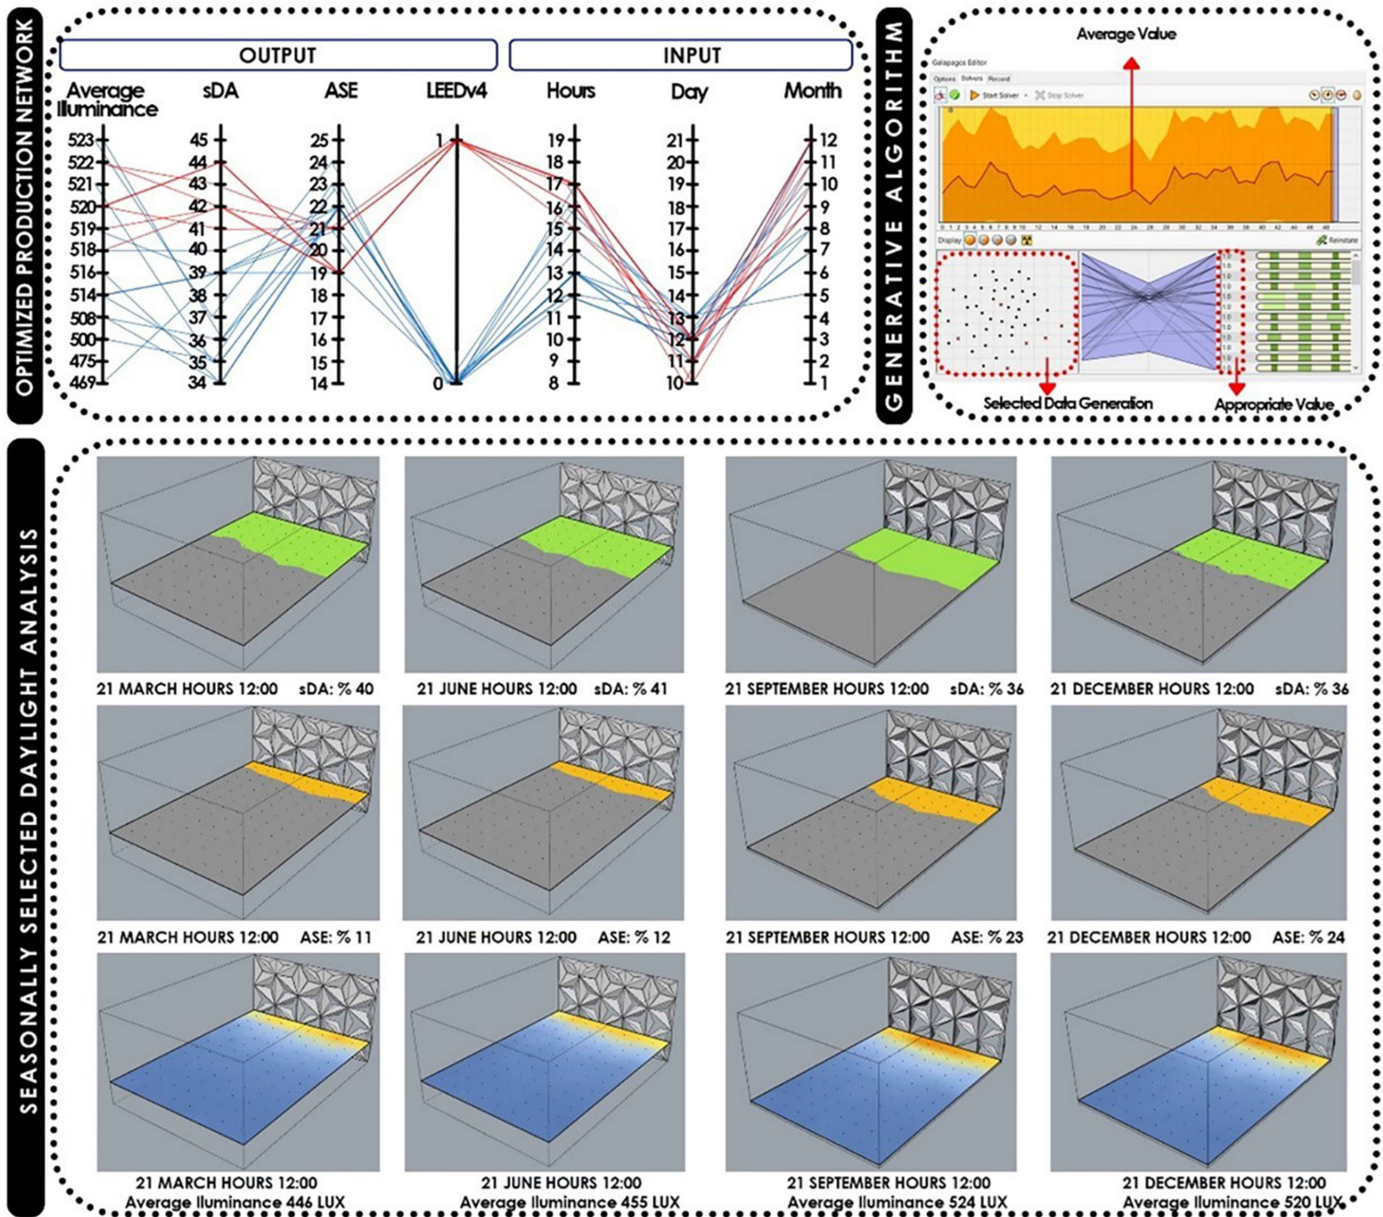 OPTIMIZED PRODUCTION NETWORK
OUTPUT
INPUT
Average
Illuminance
sDA
ASE
LEEDv4
Hours
Day
Month
523 45 25 1 19 21 12
522 44 24 18 20 11
521 43 23 17 19 10
520 42 22 16 18 9
519 41 21 15 17 8
518 40 20 14 16 7
516 39 19 13 15 6
514 38 18 12 14 5
508 37 17 11 13 4
500 36 16 10 12 3
475 35 15 9 11 2
469 34 14 0 8 10 1
GENERATIVE ALGORITHM
Average Value
Galapagos Editor
Options Solvers Record
Start Solver Stop Solver
Display
Reinstate
Selected Data Generation
Appropriate Value
SEASONALLY SELECTED DAYLIGHT ANALYSIS
21 MARCH HOURS 12:00 sDA: % 40
21 JUNE HOURS 12:00 sDA: % 41
21 SEPTEMBER HOURS 12:00 sDA: % 36
21 DECEMBER HOURS 12:00 sDA: % 36
21 MARCH HOURS 12:00 ASE: % 11
21 JUNE HOURS 12:00 ASE: % 12
21 SEPTEMBER HOURS 12:00 ASE: % 23
21 DECEMBER HOURS 12:00 ASE: % 24
21 MARCH HOURS 12:00
Average Iluminance 446 LUX
21 JUNE HOURS 12:00
Average Iluminance 455 LUX
21 SEPTEMBER HOURS 12:00
Average Iluminance 524 LUX
21 DECEMBER HOURS 12:00
Average Iluminance 520 LUX